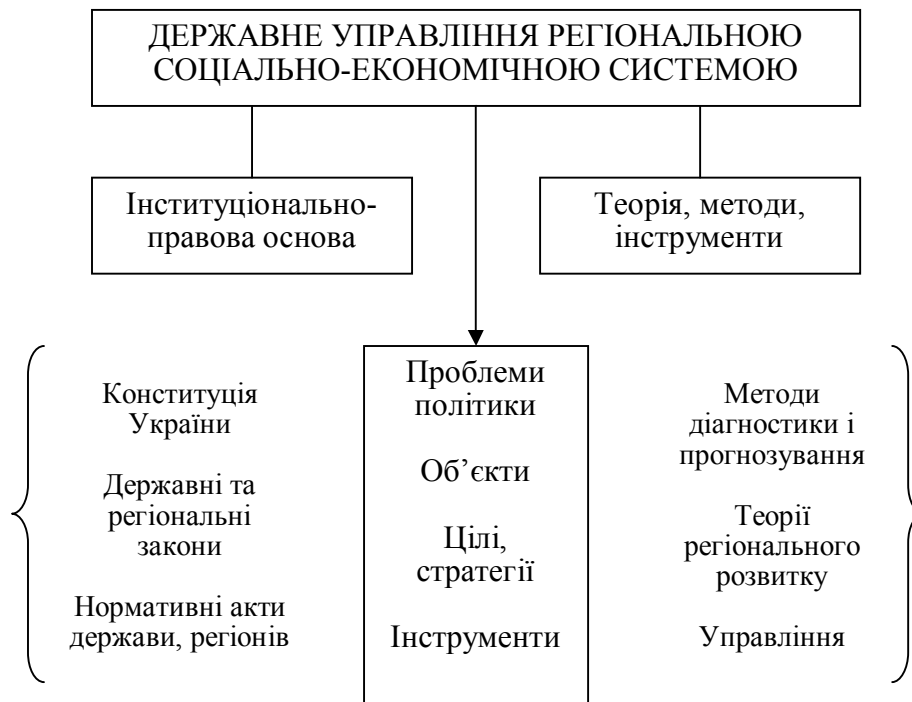 ДЕРЖАВНЕ УПРАВЛІННЯ РЕГІОНАЛЬНОЮ
СОЦІАЛЬНО-ЕКОНОМІЧНОЮ СИСТЕМОЮ
Інституціонально-
правова основа
Теорія, методи,
інструменти
Конституція
України
Державні та
регіональні
закони
Нормативні акти
держави, регіонів
Проблеми
політики
Об’єкти
Цілі,
стратегії
Інструменти
Методи
діагностики і
прогнозування
Теорії
регіонального
розвитку
Управління